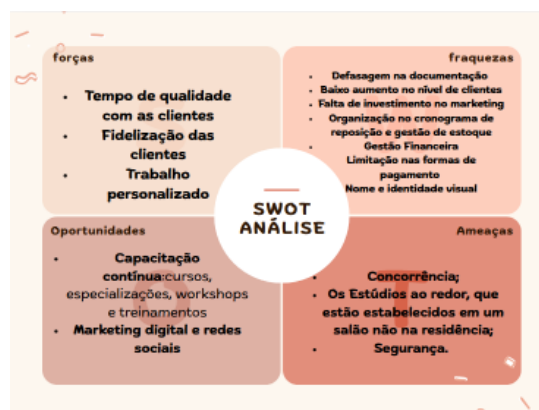 forças
• Tempo de qualidade
com as clientes
• Fidelização das
clientes
• Trabalho
personalizado
fraquezas
• Defasagem na documentação
• Baixo aumento no nível de clientes
• Falta de investimento no marketing
• Organização no cronograma de
reposição e gestão de estoque
• Gestão Financeira
Limitação nas formas de
pagamento
Nome e identidade visual
SWOT
ANÁLISE
Oportunidades
• Capacitação
contínua:cursos,
especializações, workshops
e treinamentos
• Marketing digital e redes
sociais
O
Ameaças
• Concorrência;
• Os Estúdios ao redor, que
estão estabelecidos em um
salão não na residência;
• Segurança.
T